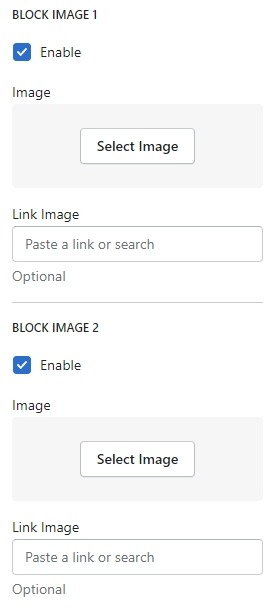 BLOCK IMAGE 1
Enable
Image
Select Image
Link Image
Paste a link or search
Optional
BLOCK IMAGE 2
Enable
Image
Select Image
Link Image
Paste a link or search
Optional